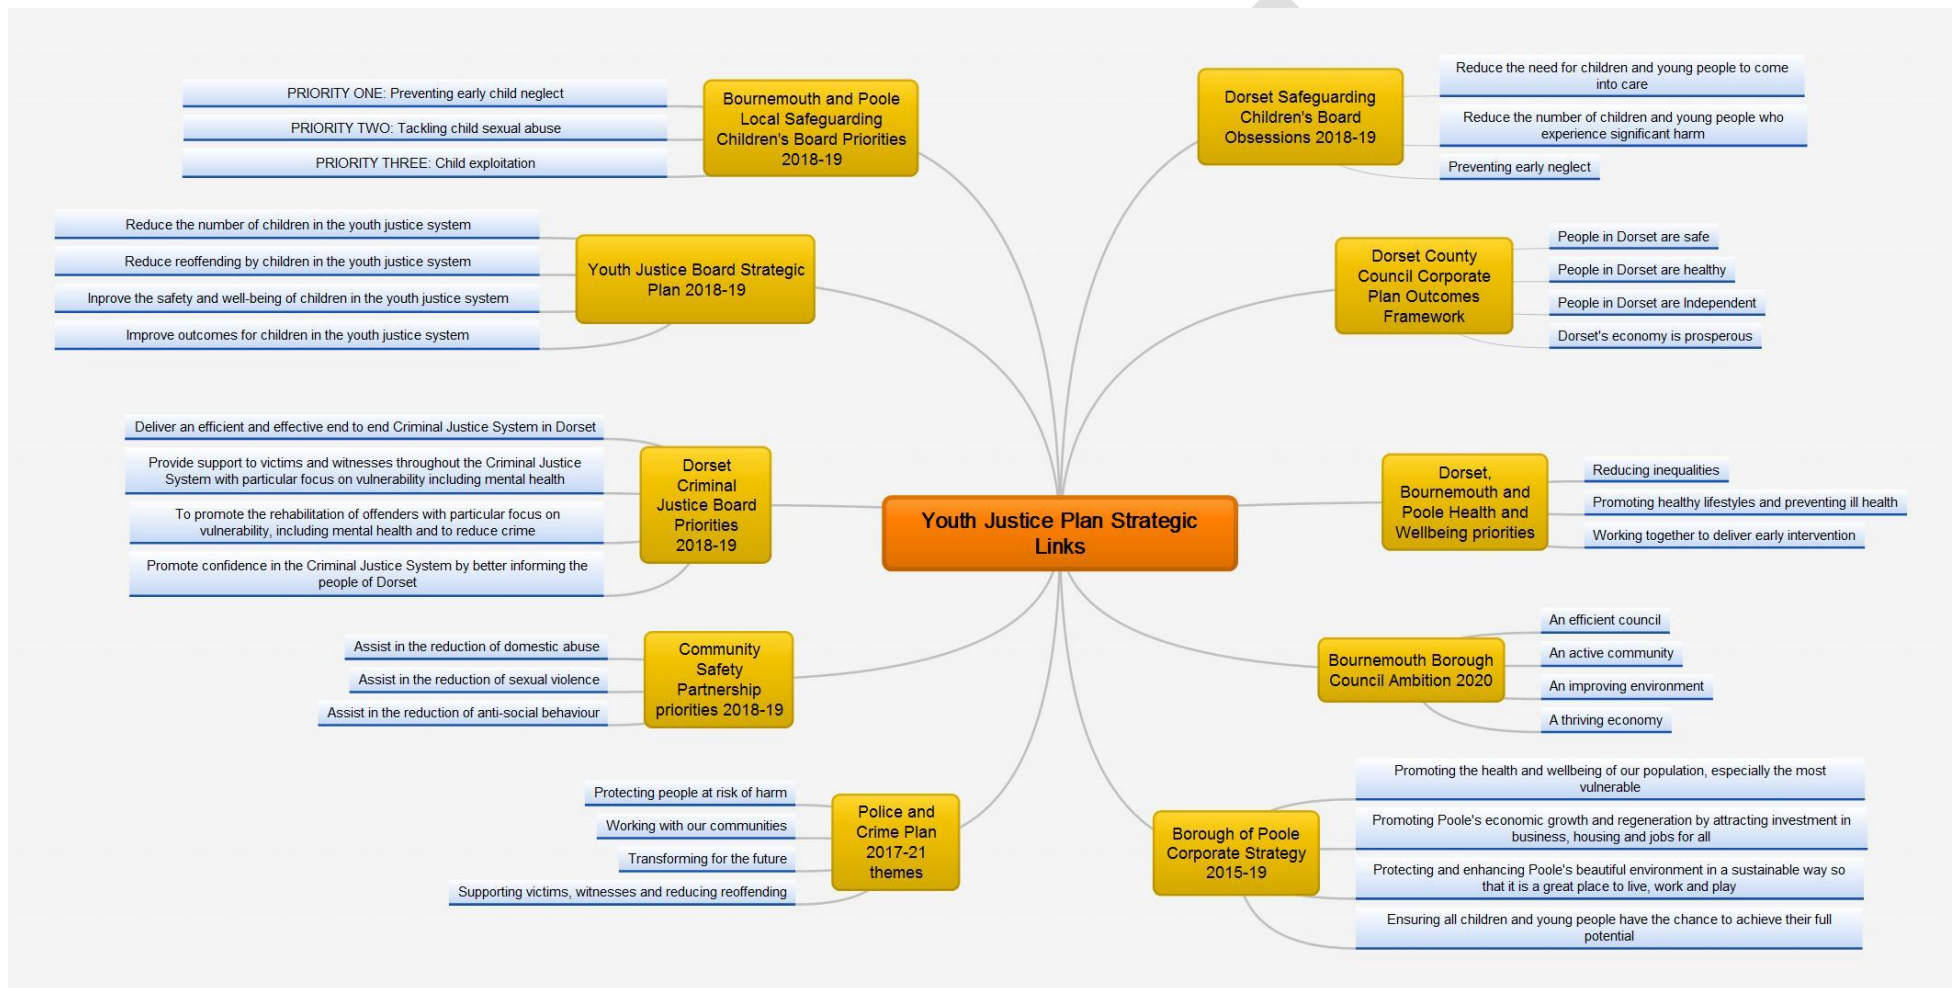 PRIORITY ONE: Preventing early child neglect
PRIORITY TWO: Tackling child sexual abuse
PRIORITY THREE: Child exploitation
Bournemouth and Poole
Local Safeguarding
Children's Board Priorities
2018-19
Reduce the number of children in the youth justice system
Reduce reoffending by children in the youth justice system
Inprove the safety and well-being of children in the youth justice system
Improve outcomes for children in the youth justice system
Youth Justice Board Strategic
Plan 2018-19
Deliver an efficient and effective end to end Criminal Justice System in Dorset
Provide support to victims and witnesses throughout the Criminal Justice
System with particular focus on vulnerability including mental health
To promote the rehabilitation of offenders with particular focus on
vulnerability, including mental health and to reduce crime
Promote confidence in the Criminal Justice System by better informing the
people of Dorset
Dorset
Criminal
Justice Board
Priorities
2018-19
Assist in the reduction of domestic abuse
Assist in the reduction of sexual violence
Assist in the reduction of anti-social behaviour
Community
Safety
Partnership
priorities 2018-19
Protecting people at risk of harm
Working with our communities
Transforming for the future
Supporting victims, witnesses and reducing reoffending
Police and
Crime Plan
2017-21
themes
Youth Justice Plan Strategic
Links
Dorset Safeguarding
Children's Board
Obsessions 2018-19
Reduce the need for children and young people to come
into care
Reduce the number of children and young people who
experience significant harm
Preventing early neglect
Dorset County
Council Corporate
Plan Outcomes
Framework
People in Dorset are safe
People in Dorset are healthy
People in Dorset are Independent
Dorset's economy is prosperous
Dorset,
Bournemouth and
Poole Health and
Wellbeing priorities
Reducing inequalities
Promoting healthy lifestyles and preventing ill health
Working together to deliver early intervention
Bournemouth Borough
Council Ambition 2020
An efficient council
An active community
An improving environment
A thriving economy
Borough of Poole
Corporate Strategy
2015-19
Promoting the health and wellbeing of our population, especially the most
vulnerable
Promoting Poole's economic growth and regeneration by attracting investment in
business, housing and jobs for all
Protecting and enhancing Poole's beautiful environment in a sustainable way so
that it is a great place to live, work and play
Ensuring all children and young people have the chance to achieve their full
potential